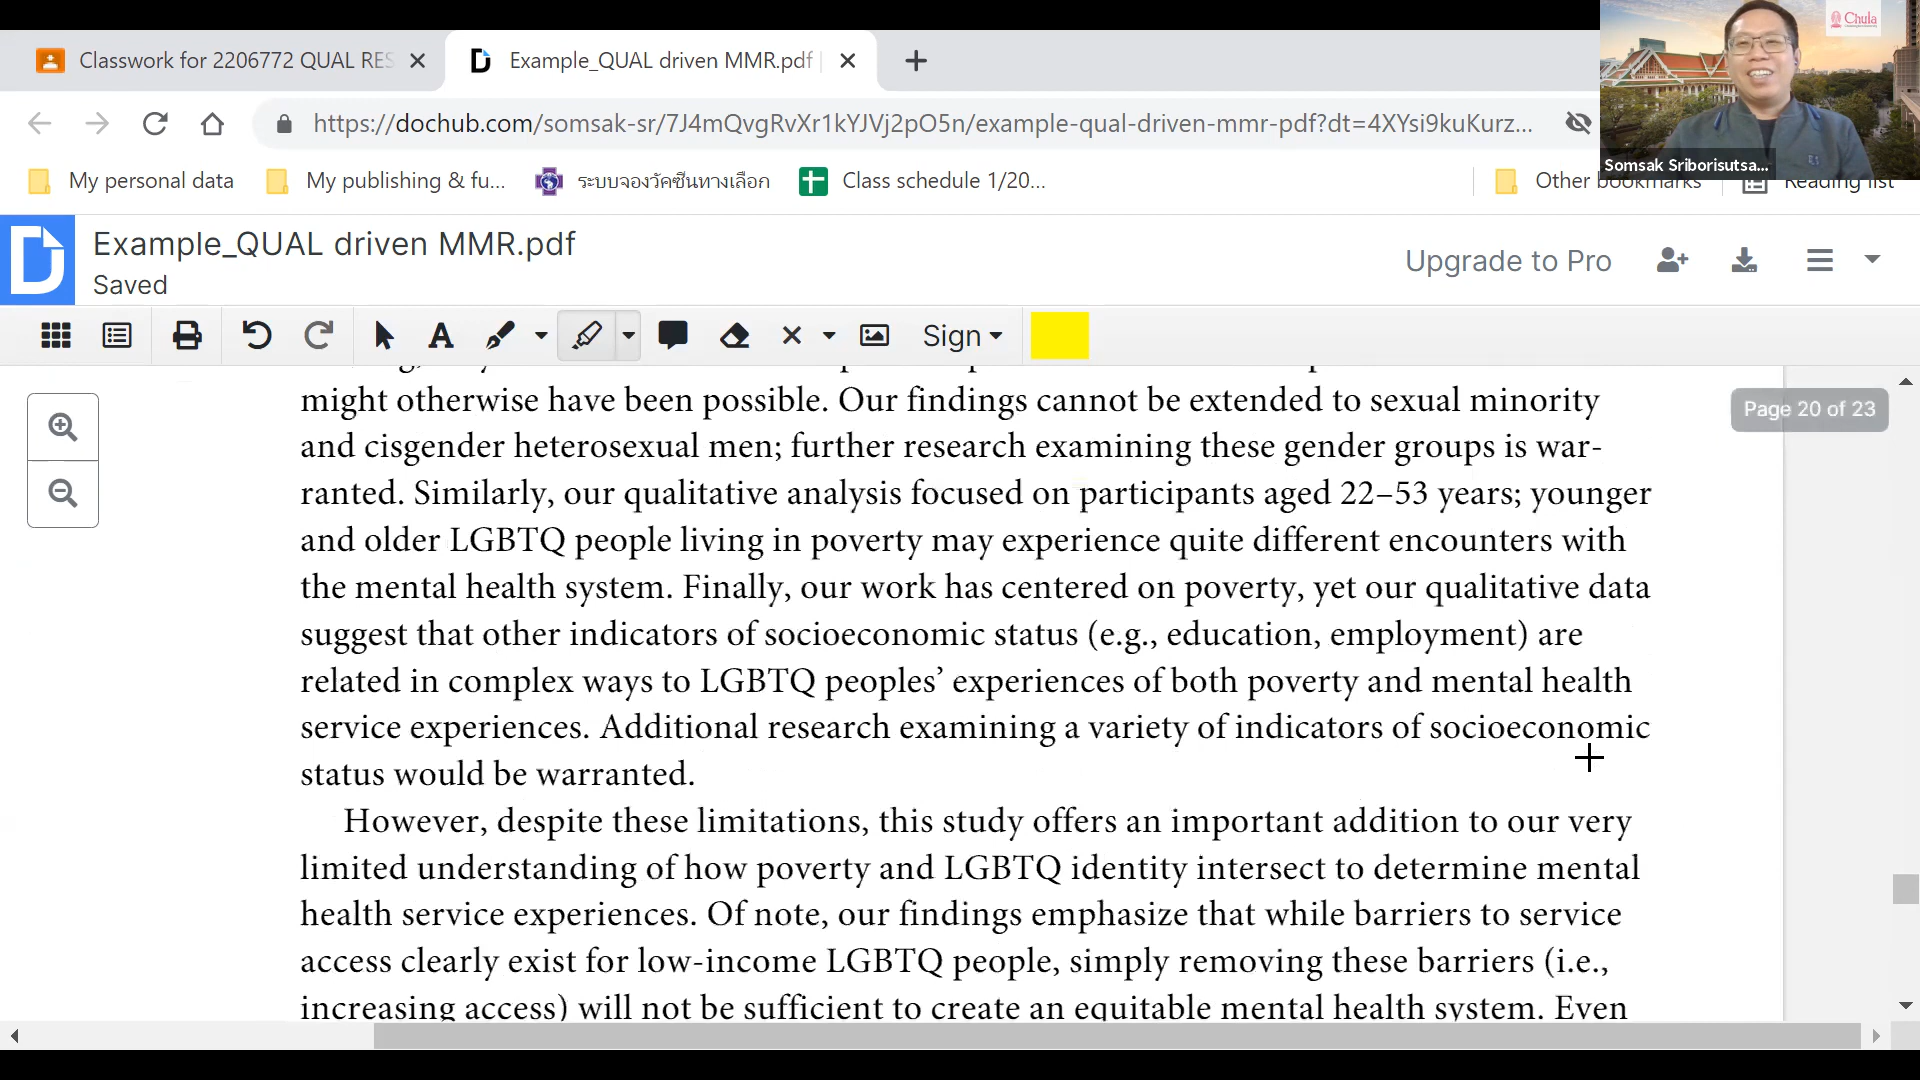 Classwork for 2206772 QUAL RES
Example_QUAL driven MMR.pdf
https://dochub.com/somsak-sr/7J4mQvgRvXr1kYJVj2pO5n/example-qual-driven-mmr-pdf?dt=4XYsi9kuKurz...
Chula
Somsak Sriborisutsa...
My personal data
My publishing & fu...
ระบบจองวัคซีนทางเลือก
Class schedule 1/20...
Other bookmarks
Reading list
Example_QUAL driven MMR.pdf
Saved
Upgrade to Pro
Sign
Page 20 of 23
might otherwise have been possible. Our findings cannot be extended to sexual minority
and cisgender heterosexual men; further research examining these gender groups is war-
ranted. Similarly, our qualitative analysis focused on participants aged 22–53 years; younger
and older LGBTQ people living in poverty may experience quite different encounters with
the mental health system. Finally, our work has centered on poverty, yet our qualitative data
suggest that other indicators of socioeconomic status (e.g., education, employment) are
related in complex ways to LGBTQ peoples’ experiences of both poverty and mental health
service experiences. Additional research examining a variety of indicators of socioeconomic
status would be warranted.
However, despite these limitations, this study offers an important addition to our very
limited understanding of how poverty and LGBTQ identity intersect to determine mental
health service experiences. Of note, our findings emphasize that while barriers to service
access clearly exist for low-income LGBTQ people, simply removing these barriers (i.e.,
increasing access) will not be sufficient to create an equitable mental health system. Even